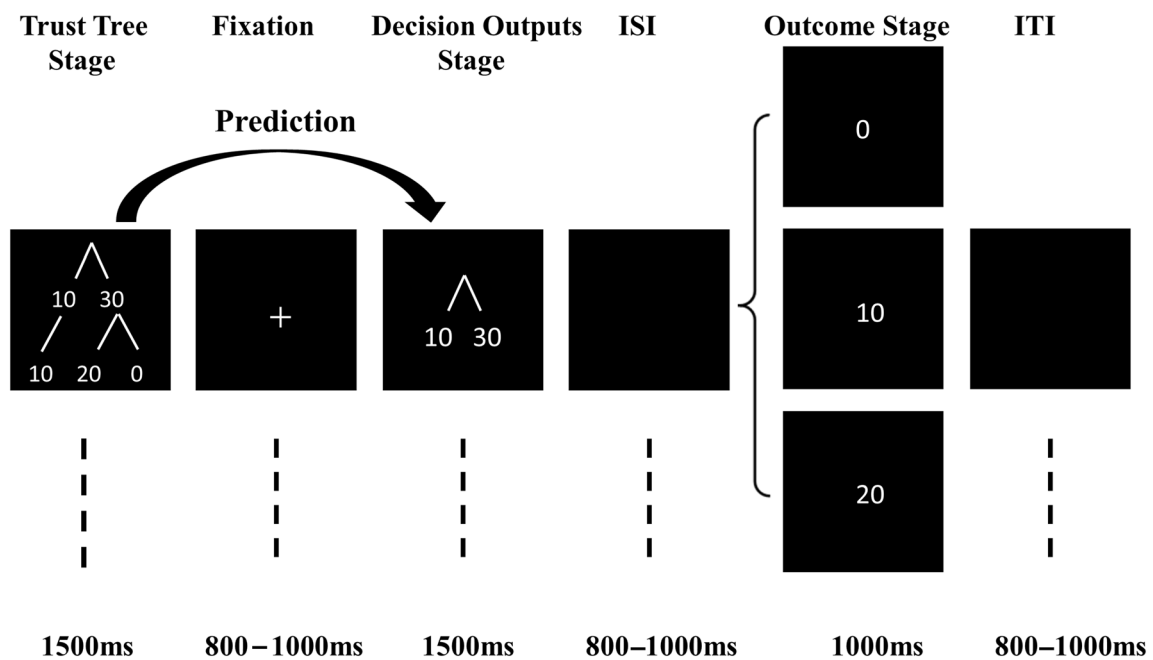 Trust Tree Stage
Fixation
Decision Outputs Stage
ISI
Outcome Stage
ITI
Prediction
10 30
10 20 0
+
10 30
0
10
20
1500ms
800–1000ms
1500ms
800–1000ms
1000ms
800–1000ms